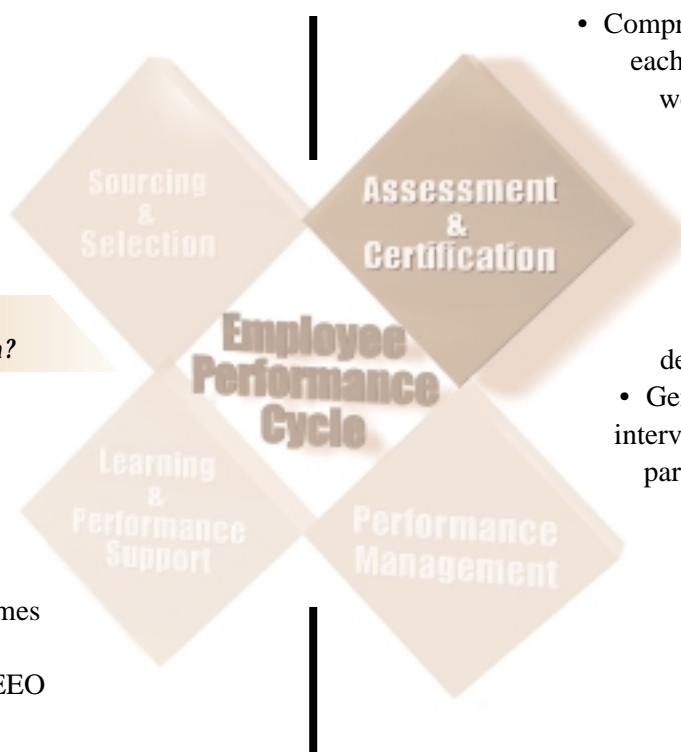 • Compr
each
w
Sourcing
&
Selection
Assessment
&
Certification
?
Employee
Performance
Cycle
de
• Ge
interv
par
Learning
&
Performance
Support
Performance
Management
mes
EEO